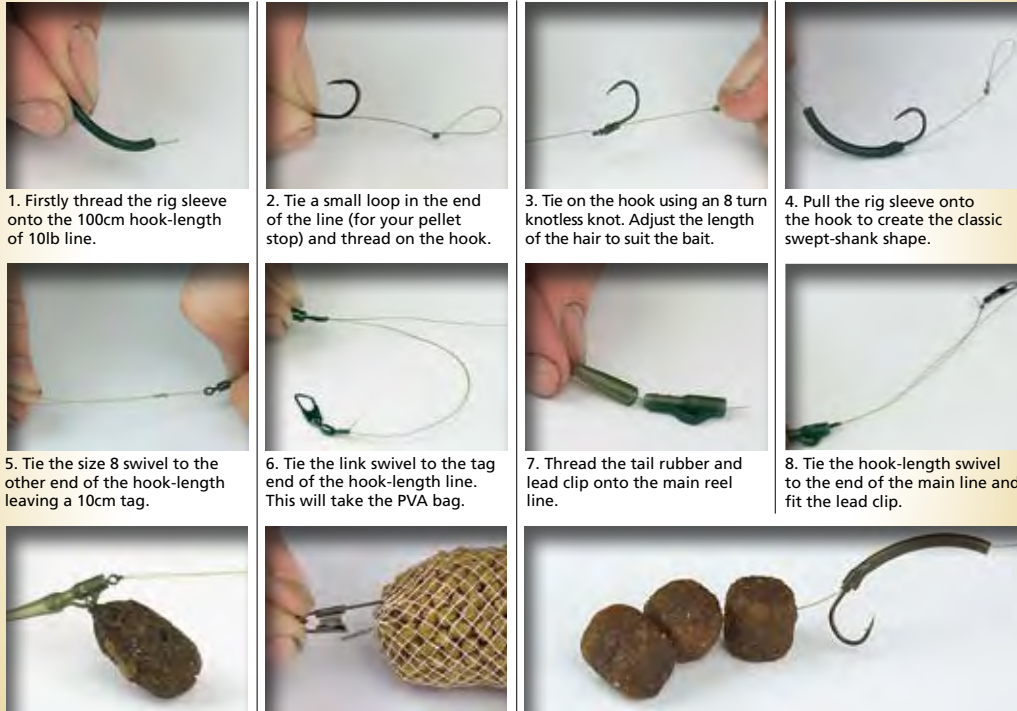 1. Firstly thread the rig sleeve
onto the 100cm hook-length
of 10lb line.
2. Tie a small loop in the end
of the line (for your pellet
stop) and thread on the hook.
3. Tie on the hook using an 8 turn
knotless knot. Adjust the length
of the hair to suit the bait.
4. Pull the rig sleeve onto
the hook to create the classic
swept-shank shape.
5. Tie the size 8 swivel to the
other end of the hook-length
leaving a 10cm tag.
6. Tie the link swivel to the tag
end of the hook-length line.
This will take the PVA bag.
7. Thread the tail rubber and
lead clip onto the main reel
line.
8. Tie the hook-length swivel
to the end of the main line and
fit the lead clip.